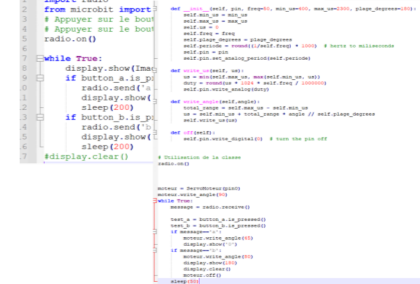 import radio
from microbit import
# Appuyer sur le bout
# Appuyer sur le bout
radio.on()
while True:
display.show(Imag
if button_a.is_p
radio.send('a
display.show(
sleep(200)
if button_b.is_p
radio.send('b
display.show(
sleep(200)
#display.clear()
def __init__(self, pin, freq=50, min_us=600, max_us=2300, plage_degrees=180):
self.min_us = min_us
self.max_us = max_us
self.us = 0
self.freq = freq
self.plage_degrees = plage_degrees
self.periode = round((1/self.freq) * 1000) # hertz to miliseconds
self.pin = pin
self.pin.set_analog_period(self.periode)
def write_us(self, us):
us = min(self.max_us, max(self.min_us, us))
duty = round(us * 1024 * self.freq / 1000000)
self.pin.write_analog(duty)
def write_angle(self,angle):
total_range = self.max_us - self.min_us
us = self.min_us + total_range * angle // self.plage_degrees
self.write_us(us)
def off(self):
self.pin.write_digital(0) # turn the pin off
# Utilisation de la classe
radio.on()
moteur = ServoMoteur(pin0)
moteur.write_angle(90)
while True:
message = radio.receive()
test_a = button_a.is_pressed()
test_b = button_b.is_pressed()
if message=='a':
moteur.write_angle(
display.show(
if message=='b':
moteur.write_angle(
display.show(
display.clear()
moteur.off()
sleep(50)